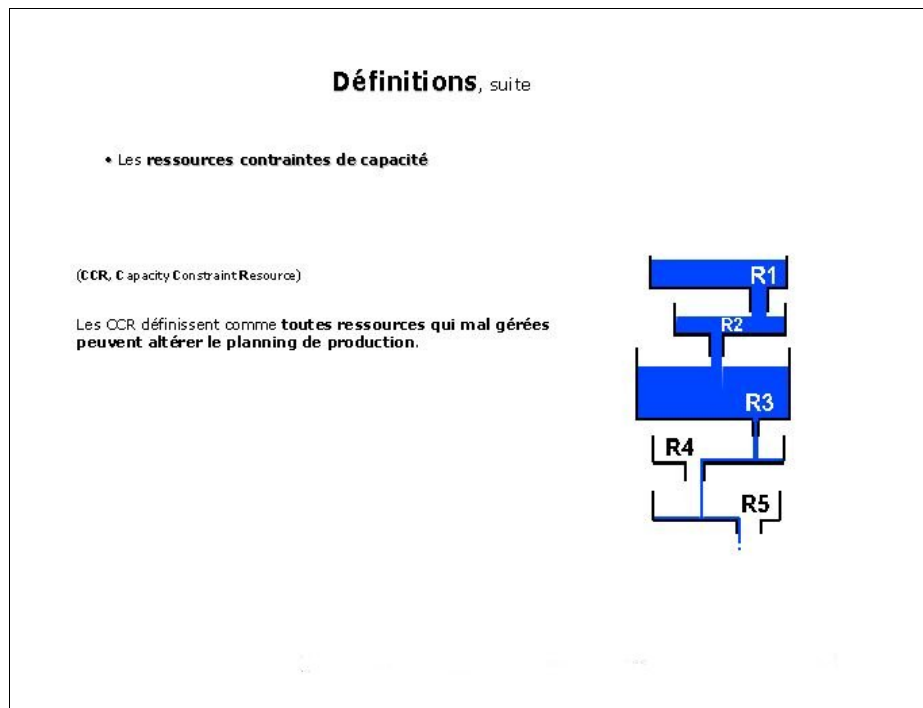 Définitions, suite
• Les ressources contraintes de capacité
(CCR, Capacity Constraint Resource)
Les CCR définissent comme toutes ressources qui mal gérées
peuvent altérer le planning de production.
R1
R2
R3
R4
R5